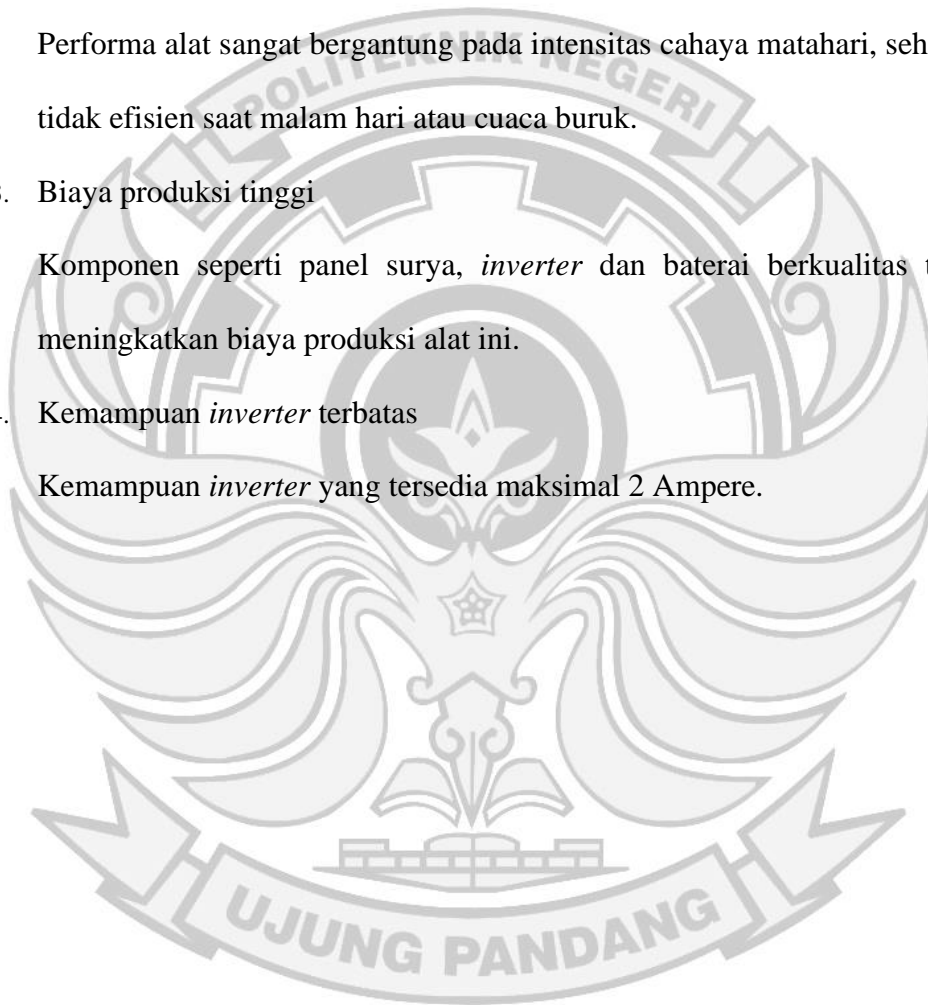 POLITEKNIK NEGERI
Performa alat sangat bergantung pada intensitas cahaya matahari, seh
tidak efisien saat malam hari atau cuaca buruk.
3. Biaya produksi tinggi
Komponen seperti panel surya, inverter dan baterai berkualitas t
meningkatkan biaya produksi alat ini.
4. Kemampuan inverter terbatas
Kemampuan inverter yang tersedia maksimal 2 Ampere.
UJUNG PANDANG